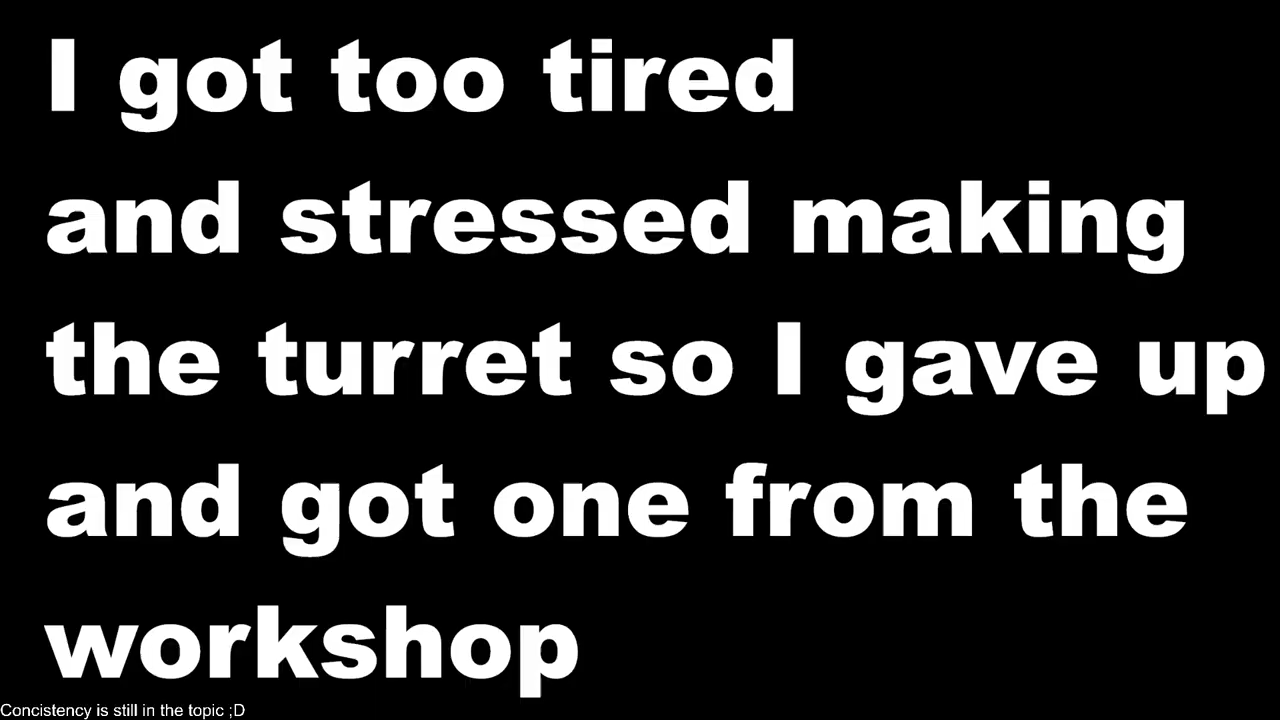 I got too tired
and stressed making
the turret so I gave up
and got one from the
workshop
Concistency is still in the topic ;D